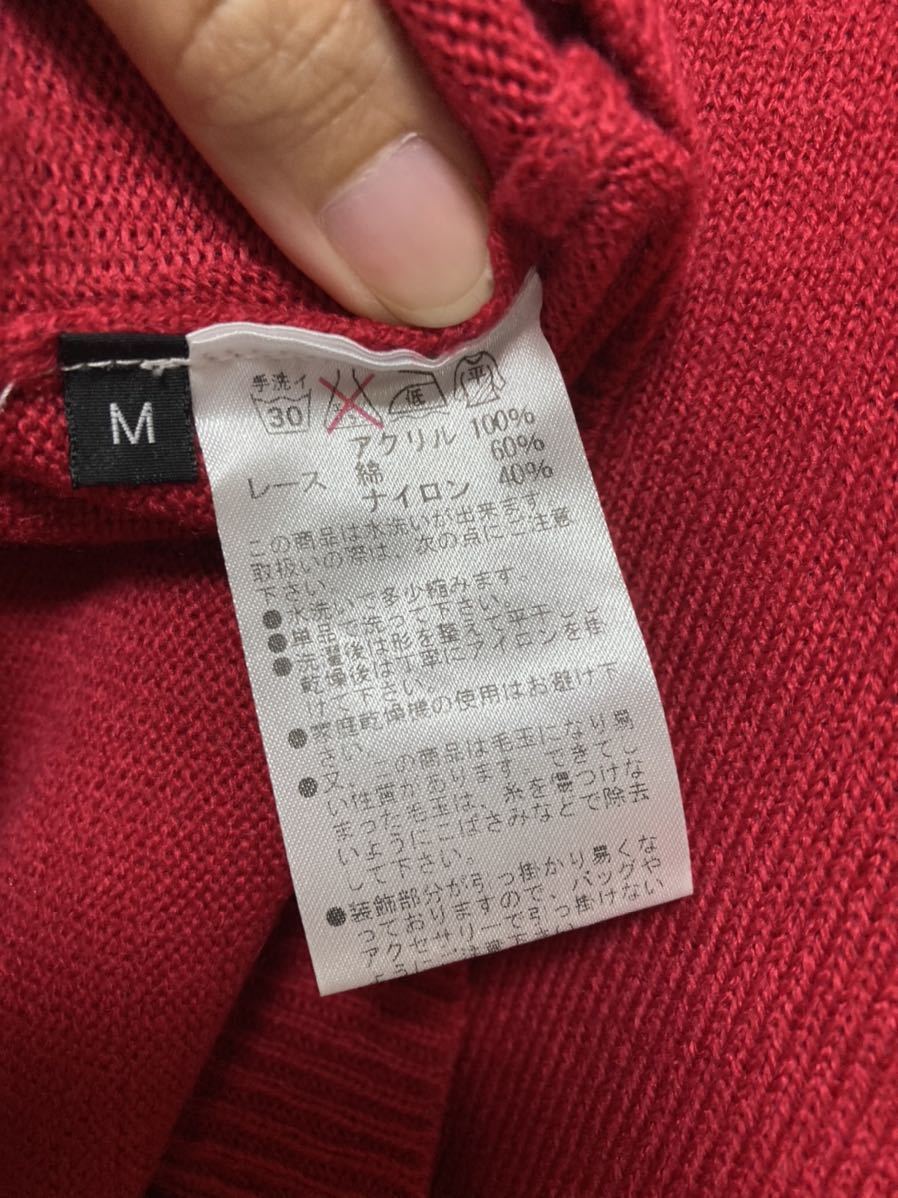 M
手洗イ
30
低
平
アクリル 100%
レース 綿 60%
ナイロン 40%
この商品は水洗いが出来ます
取扱いの際は、次の点にご注意
下さい。
●水洗いで多少縮みます。
●単品で洗って下さい。
●洗濯後は形を整えて平干しし
乾燥後は丁寧にアイロンを掛
けて下さい。
●家庭乾燥機の使用はお避け下
さい。
●又、この商品は毛玉になり易
い性質があります。できてし
まった毛玉は、糸を傷つけな
いようにこばさみなどで除去
して下さい。
●装飾部分が引っ掛かり易くな
っておりますので、バッグや
アクセサリーで引っ掛けない
ように